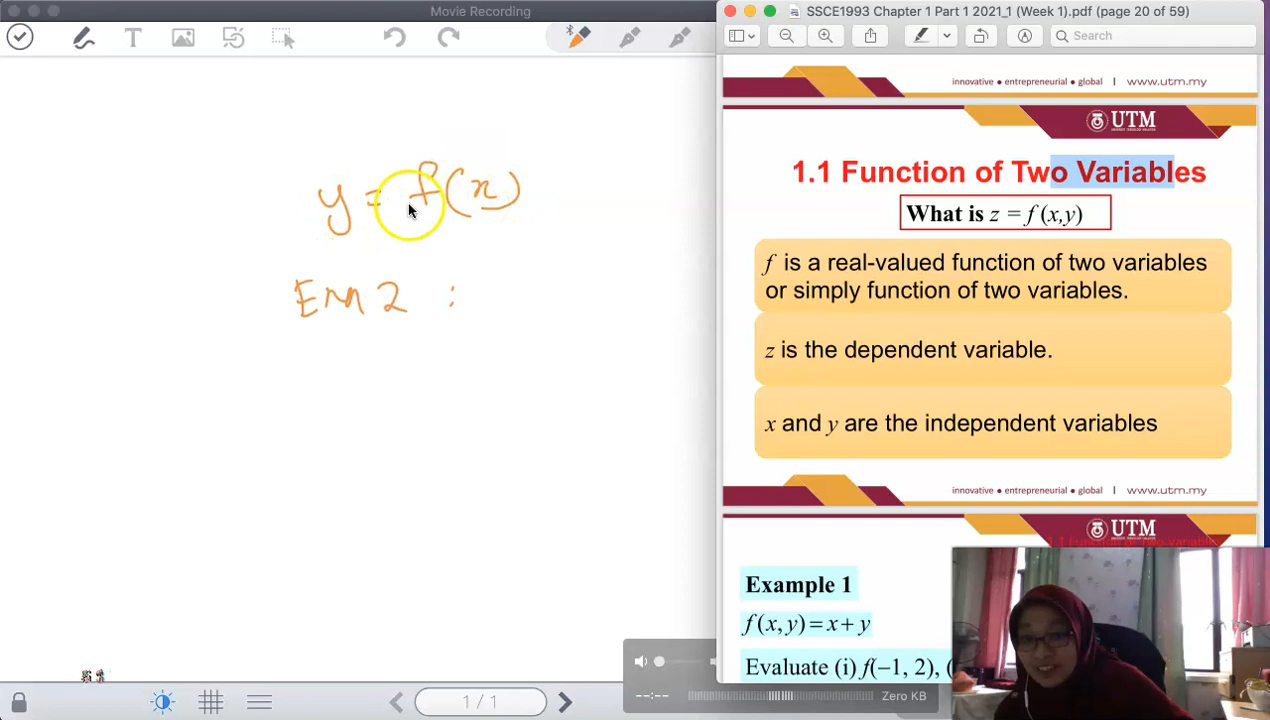 Movie Recording
T
y = f(x)
:
1/1
SSCE1993 Chapter 1 Part 1 2021_1 (Week 1).pdf (page 20 of 59)
Search
innovative ● entrepreneurial ● global | www.utm.my
UTM
1.1 Function of Two Variables
What is z = f (x,y)
f is a real-valued function of two variables
or simply function of two variables.
z is the dependent variable.
x and y are the independent variables
innovative ● entrepreneurial ● global | www.utm.my
UTM
Example 1
f(x, y) = x + y
Evaluate (i) f(−1, 2), (
--:--
Zero KB